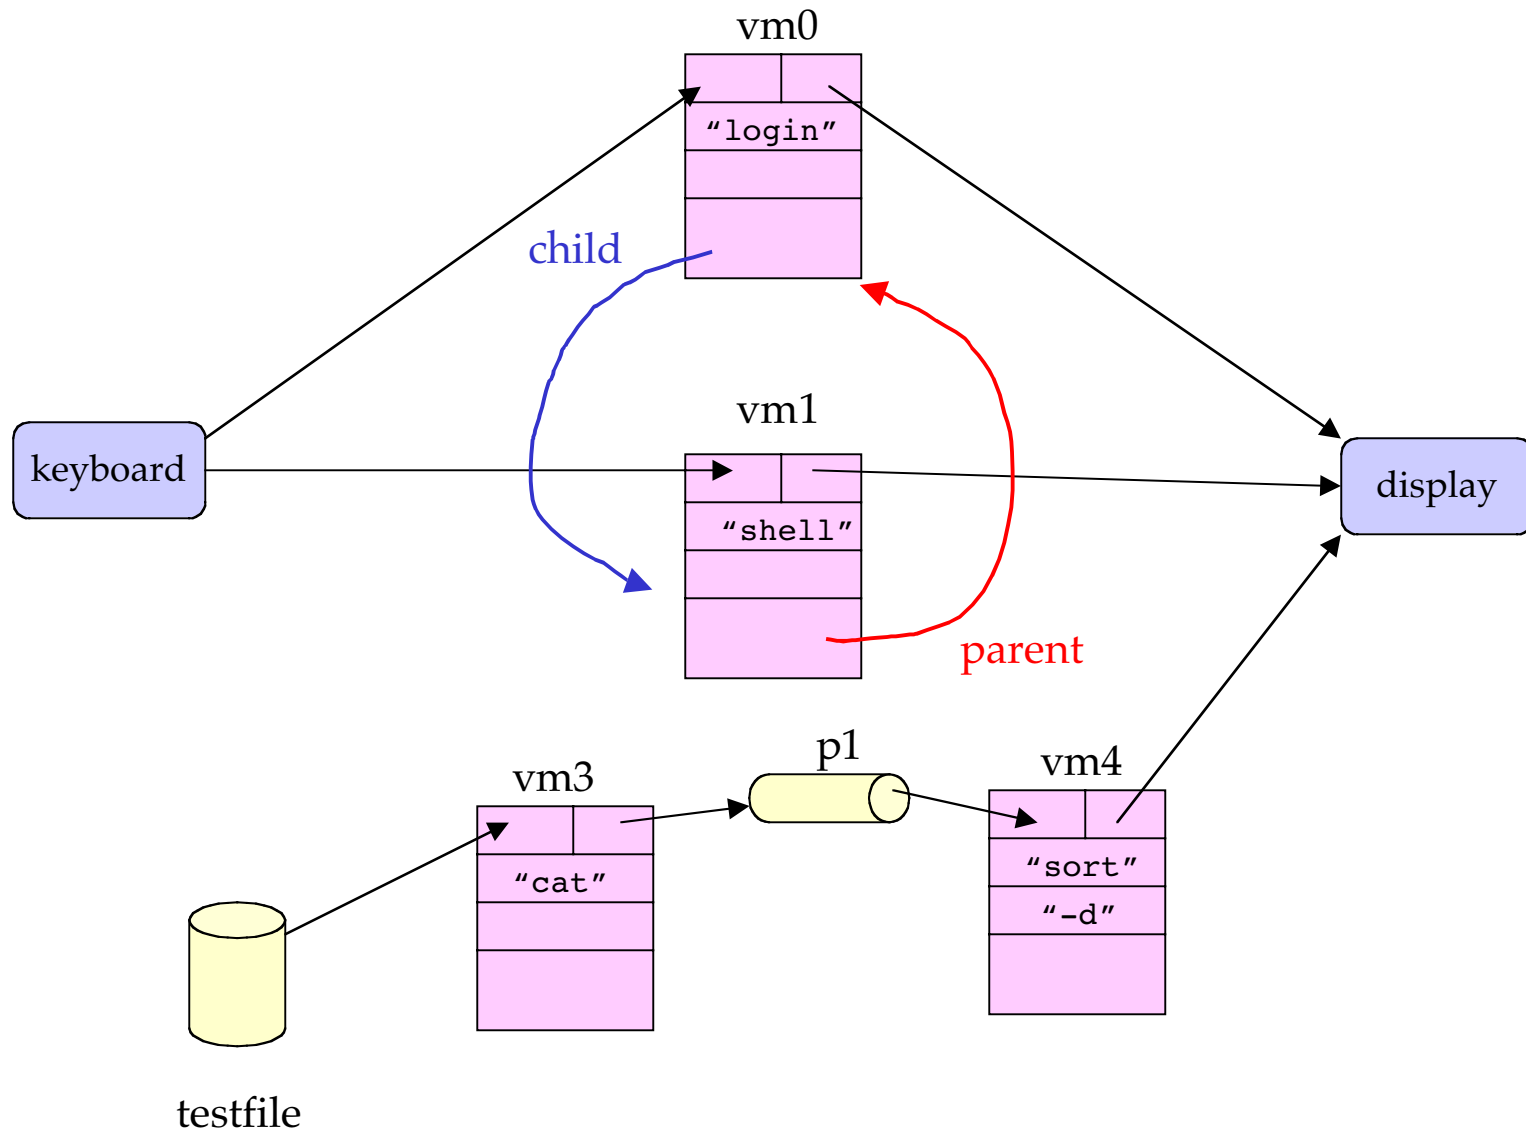 vm0
“login”
child
vm1
keyboard
display
“shell”
parent
p1
vm3
vm4
“cat”
“sort”
“-d”
testfile